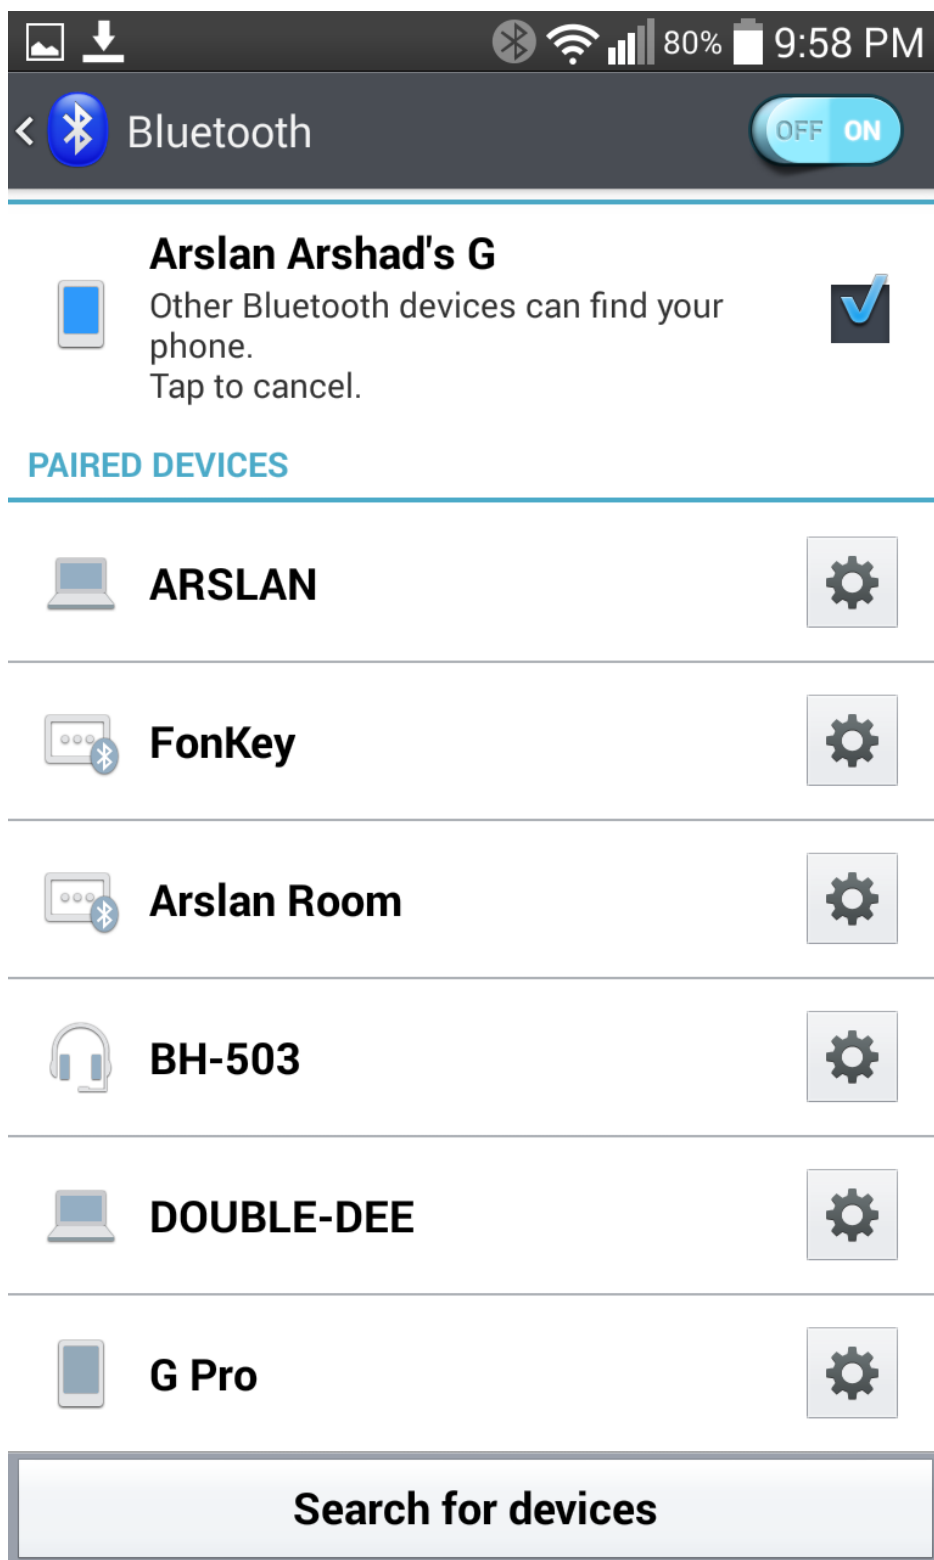 80% 9:58 PM
Bluetooth OFF ON
Arslan Arshad's G
Other Bluetooth devices can find your
phone.
Tap to cancel.
PAIRED DEVICES
ARSLAN
FonKey
Arslan Room
BH-503
DOUBLE-DEE
G Pro
Search for devices